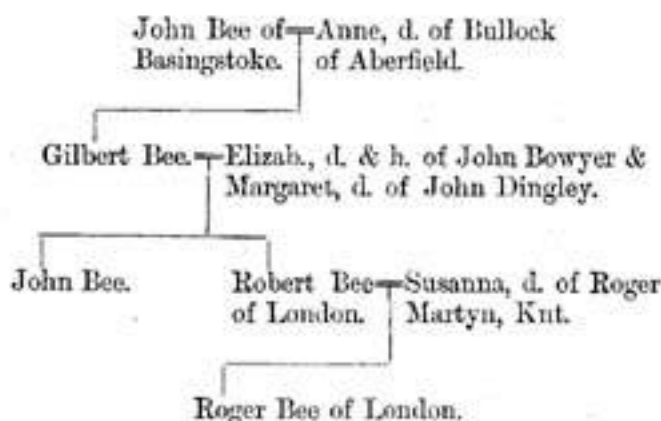 John Bee of Anne, d. of Bullock
Basingstoke. of Aberfield.
Gilbert Bee. Elizab., d. & h. of John Bowyer &
Margaret, d. of John Dingley.
John Bee. Robert Bee Susanna, d. of Roger
of London. Martyn, Knt.
Roger Bee of London.